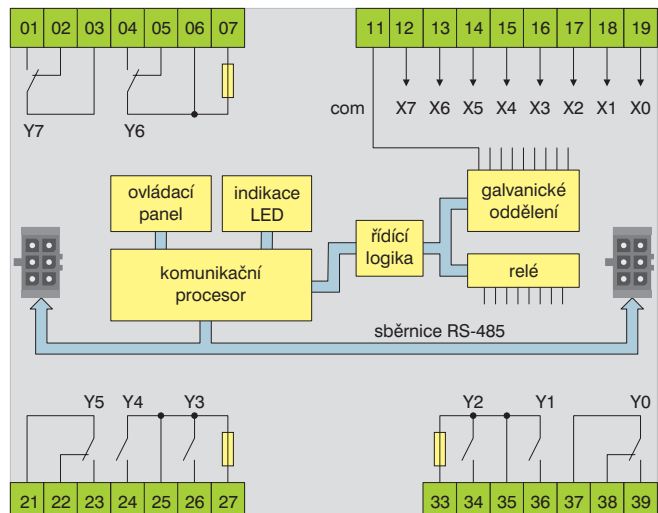 01 02 03 04 05 06 07
11 12 13 14 15 16 17 18 19
com X7 X6 X5 X4 X3 X2 X1 X0
Y7 Y6
ovládací
panel
indikace
LED
galvanické
oddělení
řídící
logika
komunikační
procesor
relé
sběrnice RS-485
Y5 Y4 Y3
Y2 Y1 Y0
21 22 23 24 25 26 27
33 34 35 36 37 38 39